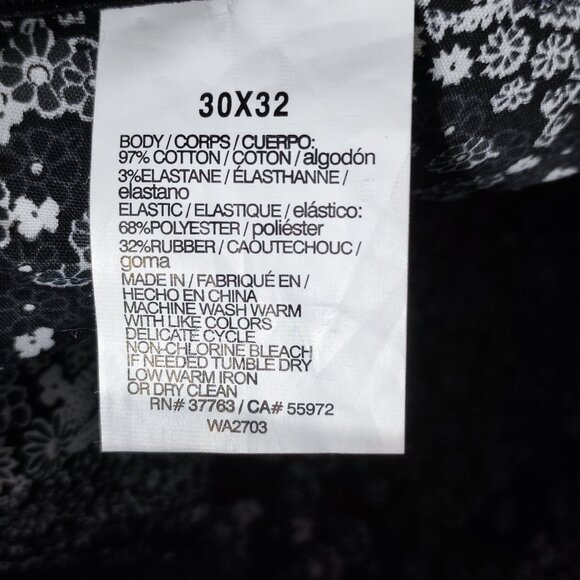 30X32
BODY / CORPS / CUERPO:
97% COTTON / COTON / algodón
3%ELASTANE / ÉLASTHANNE /
elastano
ELASTIC / ELASTIQUE / elástico:
68%POLYESTER / poliéster
32%RUBBER / CAOUTECHOUC /
goma
MADE IN / FABRIQUÉ EN /
HECHO EN CHINA
MACHINE WASH WARM
WITH LIKE COLORS
DELICATE CYCLE
NON-CHLORINE BLEACH
IF NEEDED TUMBLE DRY
LOW WARM IRON
OR DRY CLEAN
RN# 37763 / CA# 55972
WA2703